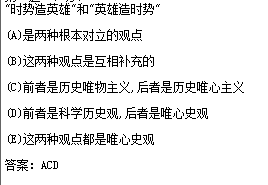 "时势造英雄"和"英雄造时势"
(A)是两种根本对立的观点
(B)这两种观点是互相补充的
(C)前者是历史唯物主义,后者是历史唯心主义
(D)前者是科学历史观,后者是唯心史观
(E)这两种观点都是唯心史观
答案：ACD